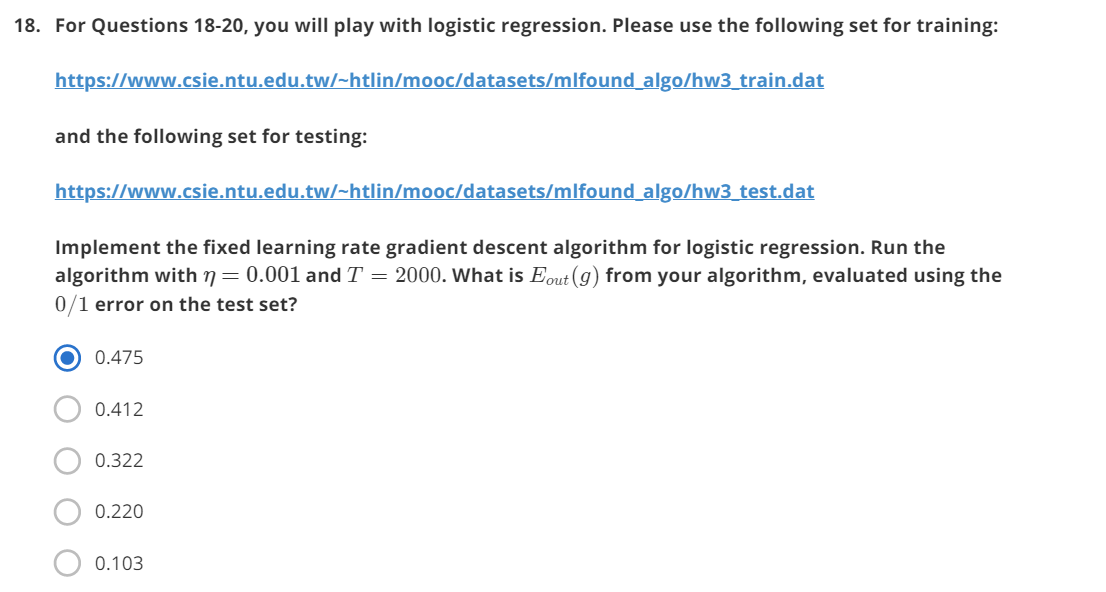 18. For Questions 18-20, you will play with logistic regression. Please use the following set for training:
https://www.csie.ntu.edu.tw/~htlin/mooc/datasets/mlfound_algo/hw3_train.dat
and the following set for testing:
https://www.csie.ntu.edu.tw/~htlin/mooc/datasets/mlfound_algo/hw3_test.dat
Implement the fixed learning rate gradient descent algorithm for logistic regression. Run the
algorithm with η = 0.001 and T = 2000. What is E_out(g) from your algorithm, evaluated using the
0/1 error on the test set?
0.475
0.412
0.322
0.220
0.103